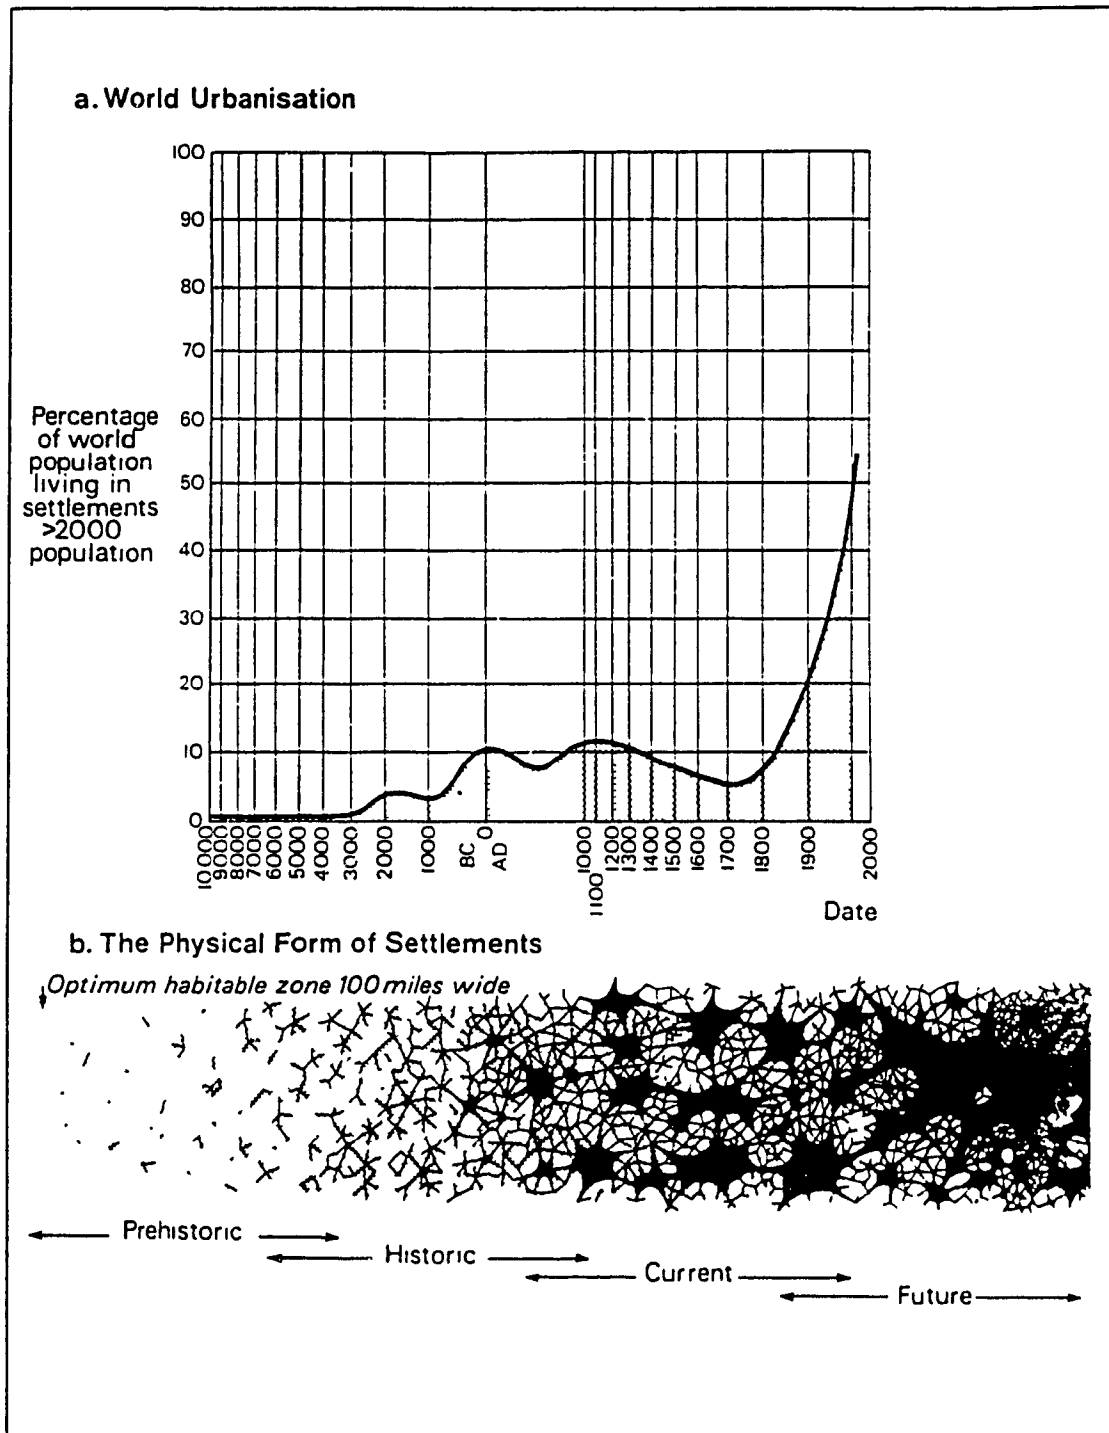 a. World Urbanisation
100
90
80
70
60
50
40
30
20
10
0
Percentage
of world
population
living in
settlements
>2000
population
10,000
9000
8000
7000
6000
5000
4000
3000
2000
1000
BC
0
AD
1000
1100
1200
1300
1400
1500
1600
1700
1800
1900
2000
Date
b. The Physical Form of Settlements
Optimum habitable zone 100 miles wide
Prehistoric
Historic
Current
Future